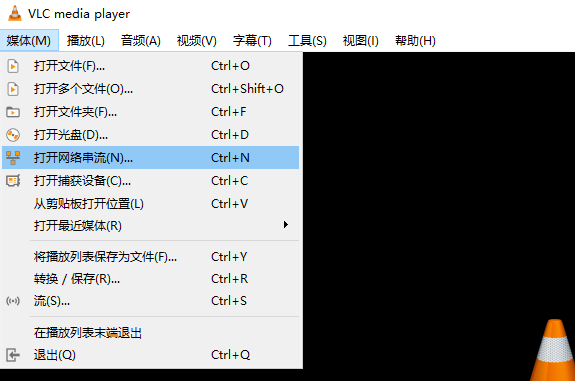 VLC media player
媒体(M) 播放(L) 音频(A) 视频(V) 字幕(T) 工具(S) 视图(I) 帮助(H)
打开文件(F)... Ctrl+O
打开多个文件(O)... Ctrl+Shift+O
打开文件夹(F) Ctrl+F
打开光盘(D)... Ctrl+D
打开网络串流(N)... Ctrl+N
打开捕获设备(C)... Ctrl+C
从剪贴板打开位置(L) Ctrl+V
打开最近媒体(R)
将播放列表保存为文件(F)... Ctrl+Y
转换 / 保存(R)... Ctrl+R
流(S)... Ctrl+S
在播放列表末端退出
退出(Q) Ctrl+Q